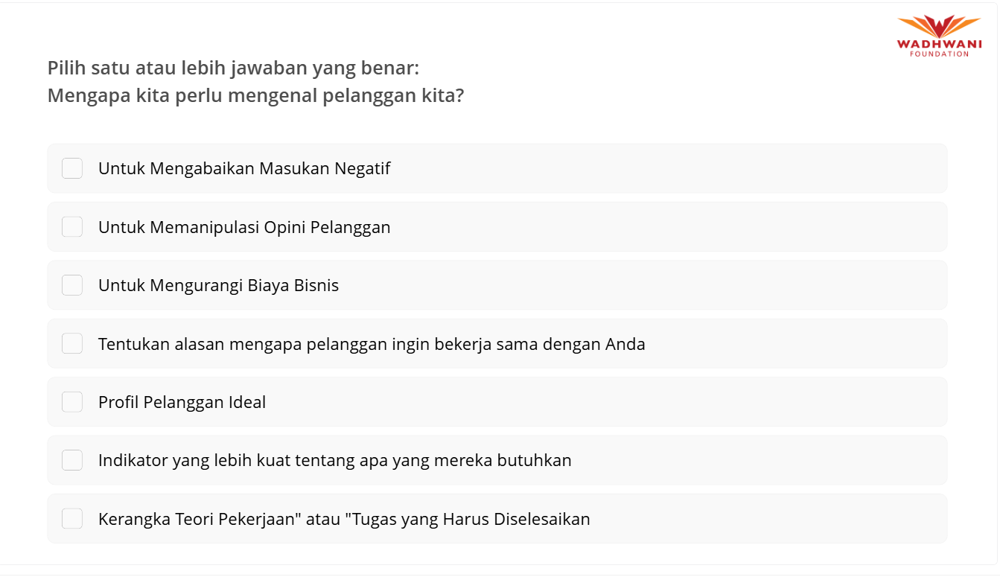 WADHWANI
FOUNDATION
Pilih satu atau lebih jawaban yang benar:
Mengapa kita perlu mengenal pelanggan kita?
Untuk Mengabaikan Masukan Negatif
Untuk Memanipulasi Opini Pelanggan
Untuk Mengurangi Biaya Bisnis
Tentukan alasan mengapa pelanggan ingin bekerja sama dengan Anda
Profil Pelanggan Ideal
Indikator yang lebih kuat tentang apa yang mereka butuhkan
Kerangka Teori Pekerjaan" atau "Tugas yang Harus Diselesaikan